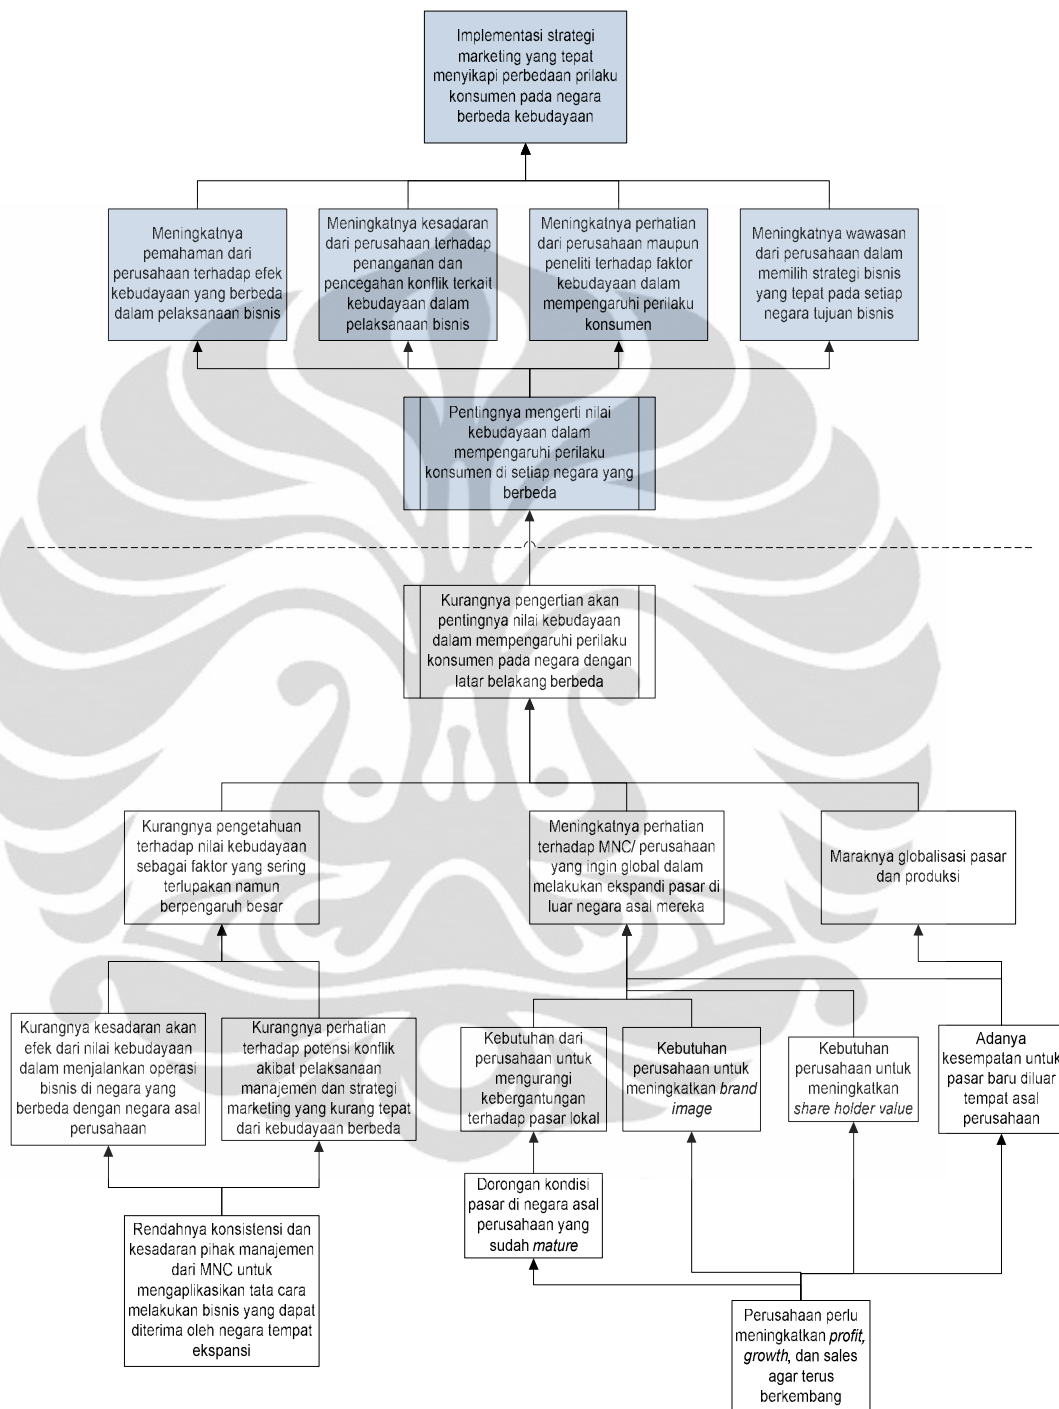 Implementasi strategi
marketing yang tepat
menyikapi perbedaan prilaku
konsumen pada negara
berbeda kebudayaan
Meningkatnya
pemahaman dari
perusahaan terhadap efek
kebudayaan yang berbeda
dalam pelaksanaan bisnis
Meningkatnya kesadaran
dari perusahaan terhadap
penanganan dan
pencegahan konflik terkait
kebudayaan dalam
pelaksanaan bisnis
Meningkatnya perhatian
dari perusahaan maupun
peneliti terhadap faktor
kebudayaan dalam
mempengaruhi perilaku
konsumen
Meningkatnya wawasan
dari perusahaan dalam
memilih strategi bisnis
yang tepat pada setiap
negara tujuan bisnis
Pentingnya mengerti nilai
kebudayaan dalam
mempengaruhi perilaku
konsumen di setiap negara yang
berbeda
Kurangnya pengertian akan
pentingnya nilai kebudayaan
dalam mempengaruhi perilaku
konsumen pada negara dengan
latar belakang berbeda
Kurangnya pengetahuan
terhadap nilai kebudayaan
sebagai faktor yang sering
terlupakan namun
berpengaruh besar
Meningkatnya perhatian
terhadap MNC/ perusahaan
yang ingin global dalam
melakukan ekspandi pasar di
luar negara asal mereka
Maraknya globalisasi pasar
dan produksi
Kurangnya kesadaran akan
efek dari nilai kebudayaan
dalam menjalankan operasi
bisnis di negara yang
berbeda dengan negara asal
perusahaan
Kurangnya perhatian
terhadap potensi konflik
akibat pelaksanaan
manajemen dan strategi
marketing yang kurang tepat
dari kebudayaan berbeda
Kebutuhan dari
perusahaan untuk
mengurangi
kebergantungan
terhadap pasar lokal
Kebutuhan
perusahaan untuk
meningkatkan brand
image
Kebutuhan
perusahaan untuk
meningkatkan
share holder value
Adanya
kesempatan untuk
pasar baru diluar
tempat asal
perusahaan
Dorongan kondisi
pasar di negara asal
perusahaan yang
sudah mature
Rendahnya konsistensi dan
kesadaran pihak manajemen
dari MNC untuk
mengaplikasikan tata cara
melakukan bisnis yang dapat
diterima oleh negara tempat
ekspansi
Perusahaan perlu
meningkatkan profit,
growth, dan sales
agar terus
berkembang